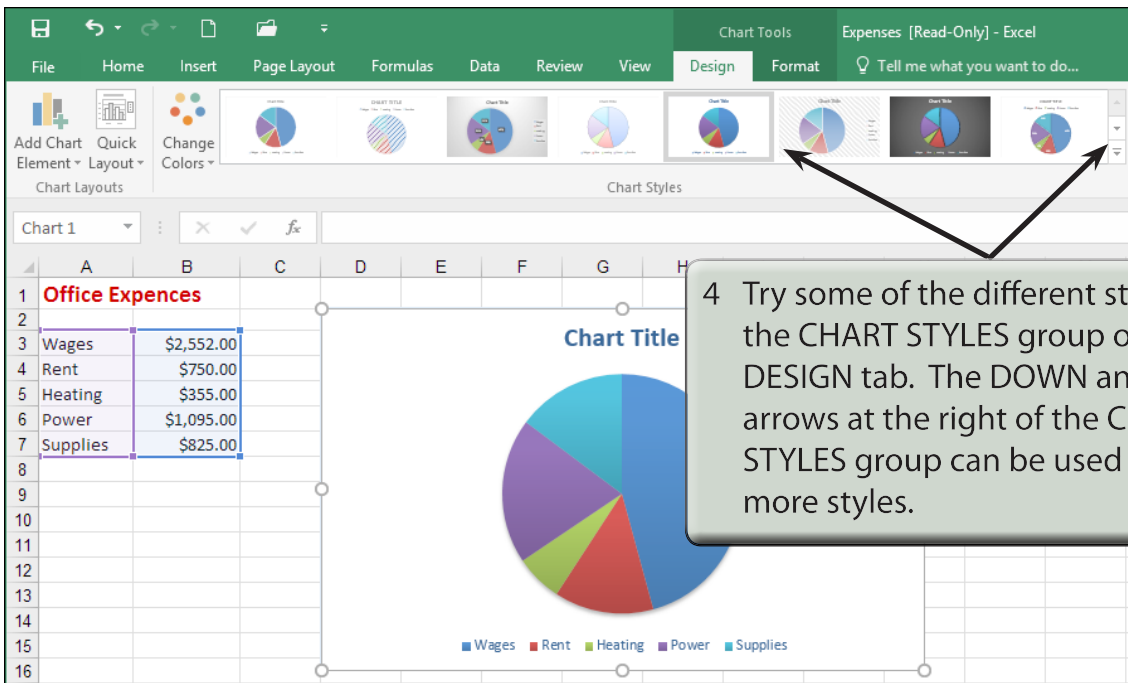 Chart Tools
Expenses [Read-Only] - Excel
File Home Insert Page Layout Formulas Data Review View Design Format Tell me what you want to do...
Add Chart Element
Quick Layout
Change Colors
Chart Layouts
Chart Styles
Chart 1
fx
A B C D E F G H
1 Office Expences
2
3 Wages $2,552.00
4 Rent $750.00
5 Heating $355.00
6 Power $1,095.00
7 Supplies $825.00
8
9
10
11
12
13
14
15
16
Chart Title
Wages Rent Heating Power Supplies
4 Try some of the different st
the CHART STYLES group o
DESIGN tab. The DOWN an
arrows at the right of the C
STYLES group can be used
more styles.